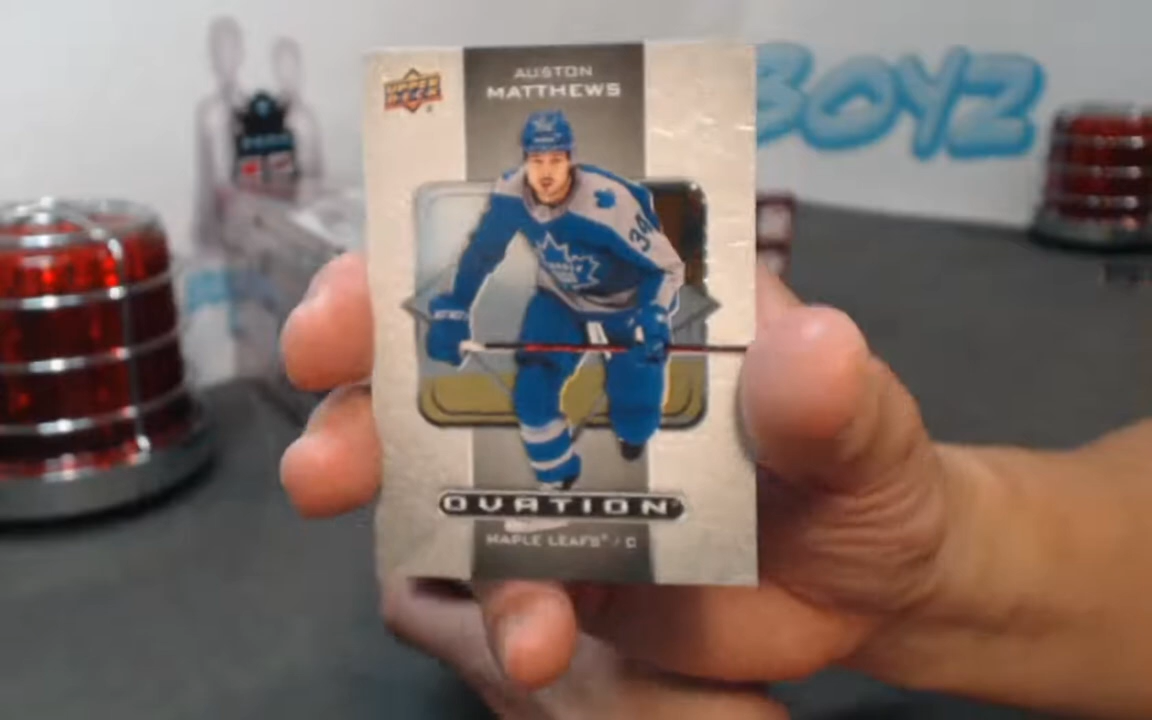 AUSTON
MATTHEWS
UPPER
DECK
BOYZ
34
OVATION
MAPLE LEAFS / C